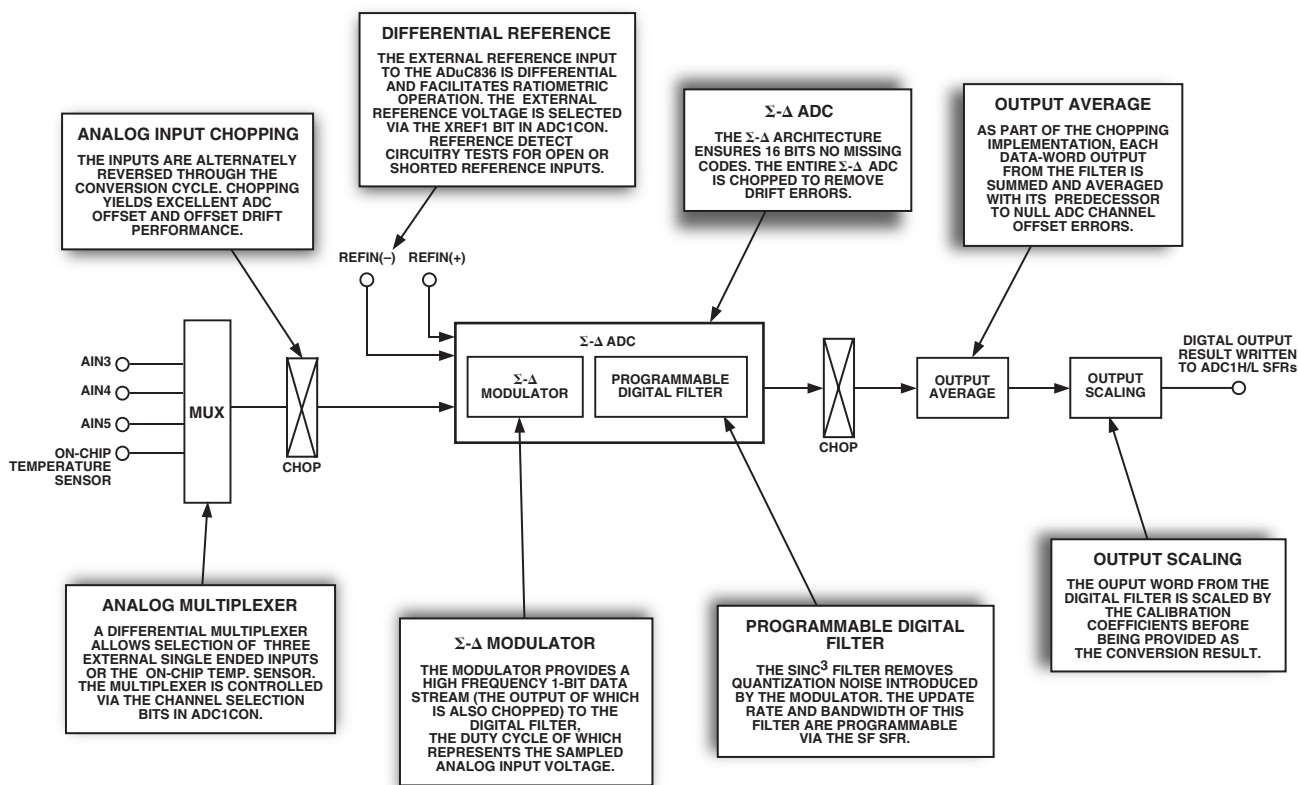 DIFFERENTIAL REFERENCE
THE EXTERNAL REFERENCE INPUT
TO THE ADuC836 IS DIFFERENTIAL
AND FACILITATES RATIOMETRIC
OPERATION. THE EXTERNAL
REFERENCE VOLTAGE IS SELECTED
VIA THE XREF1 BIT IN ADC1CON.
REFERENCE DETECT
CIRCUITRY TESTS FOR OPEN OR
SHORTED REFERENCE INPUTS.
ANALOG INPUT CHOPPING
THE INPUTS ARE ALTERNATELY
REVERSED THROUGH THE
CONVERSION CYCLE. CHOPPING
YIELDS EXCELLENT ADC
OFFSET AND OFFSET DRIFT
PERFORMANCE.
Σ-Δ ADC
THE Σ-Δ ARCHITECTURE
ENSURES 16 BITS NO MISSING
CODES. THE ENTIRE Σ-Δ ADC
IS CHOPPED TO REMOVE
DRIFT ERRORS.
OUTPUT AVERAGE
AS PART OF THE CHOPPING
IMPLEMENTATION, EACH
DATA-WORD OUTPUT
FROM THE FILTER IS
SUMMED AND AVERAGED
WITH ITS PREDECESSOR
TO NULL ADC CHANNEL
OFFSET ERRORS.
REFIN(–) REFIN(+)
AIN3
AIN4
AIN5
ON-CHIP
TEMPERATURE
SENSOR
MUX
CHOP
Σ-Δ ADC
Σ-Δ
MODULATOR
PROGRAMMABLE
DIGITAL FILTER
CHOP
OUTPUT
AVERAGE
OUTPUT
SCALING
DIGTAL OUTPUT
RESULT WRITTEN
TO ADC1H/L SFRs
ANALOG MULTIPLEXER
A DIFFERENTIAL MULTIPLEXER
ALLOWS SELECTION OF THREE
EXTERNAL SINGLE ENDED INPUTS
OR THE ON-CHIP TEMP. SENSOR.
THE MULTIPLEXER IS CONTROLLED
VIA THE CHANNEL SELECTION
BITS IN ADC1CON.
Σ-Δ MODULATOR
THE MODULATOR PROVIDES A
HIGH FREQUENCY 1-BIT DATA
STREAM (THE OUTPUT OF WHICH
IS ALSO CHOPPED) TO THE
DIGITAL FILTER,
THE DUTY CYCLE OF WHICH
REPRESENTS THE SAMPLED
ANALOG INPUT VOLTAGE.
PROGRAMMABLE DIGITAL
FILTER
THE SINC³ FILTER REMOVES
QUANTIZATION NOISE INTRODUCED
BY THE MODULATOR. THE UPDATE
RATE AND BANDWIDTH OF THIS
FILTER ARE PROGRAMMABLE
VIA THE SF SFR.
OUTPUT SCALING
THE OUPUT WORD FROM THE
DIGITAL FILTER IS SCALED BY
THE CALIBRATION
COEFFICIENTS BEFORE
BEING PROVIDED AS
THE CONVERSION RESULT.